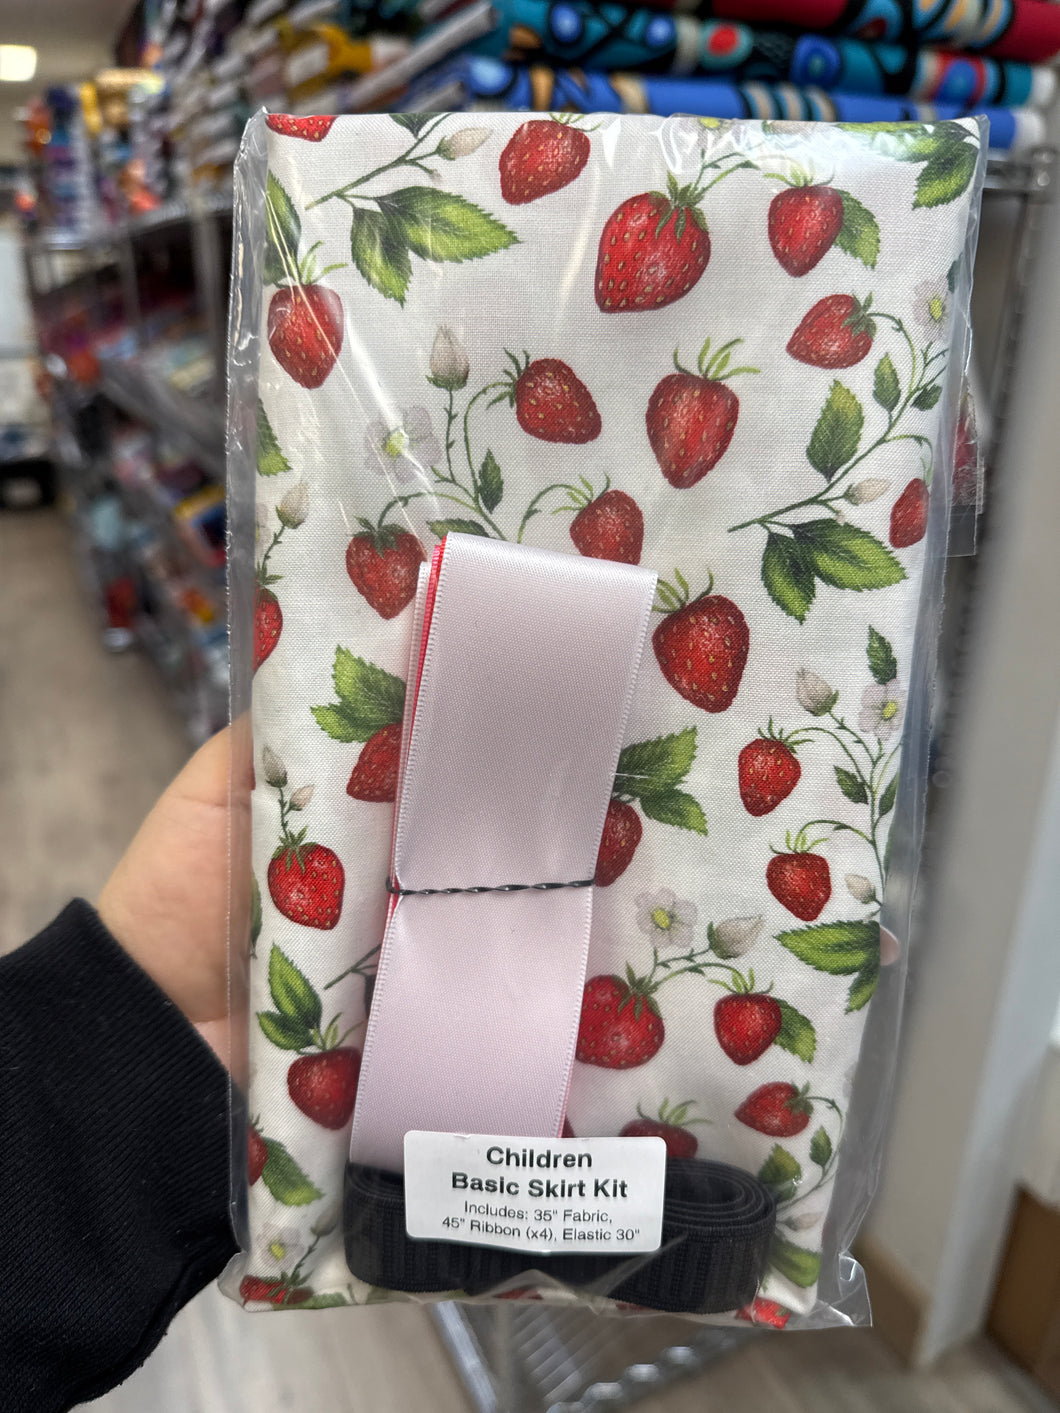 Children
Basic Skirt Kit
Includes: 35" Fabric,
45" Ribbon (x4), Elastic 30"